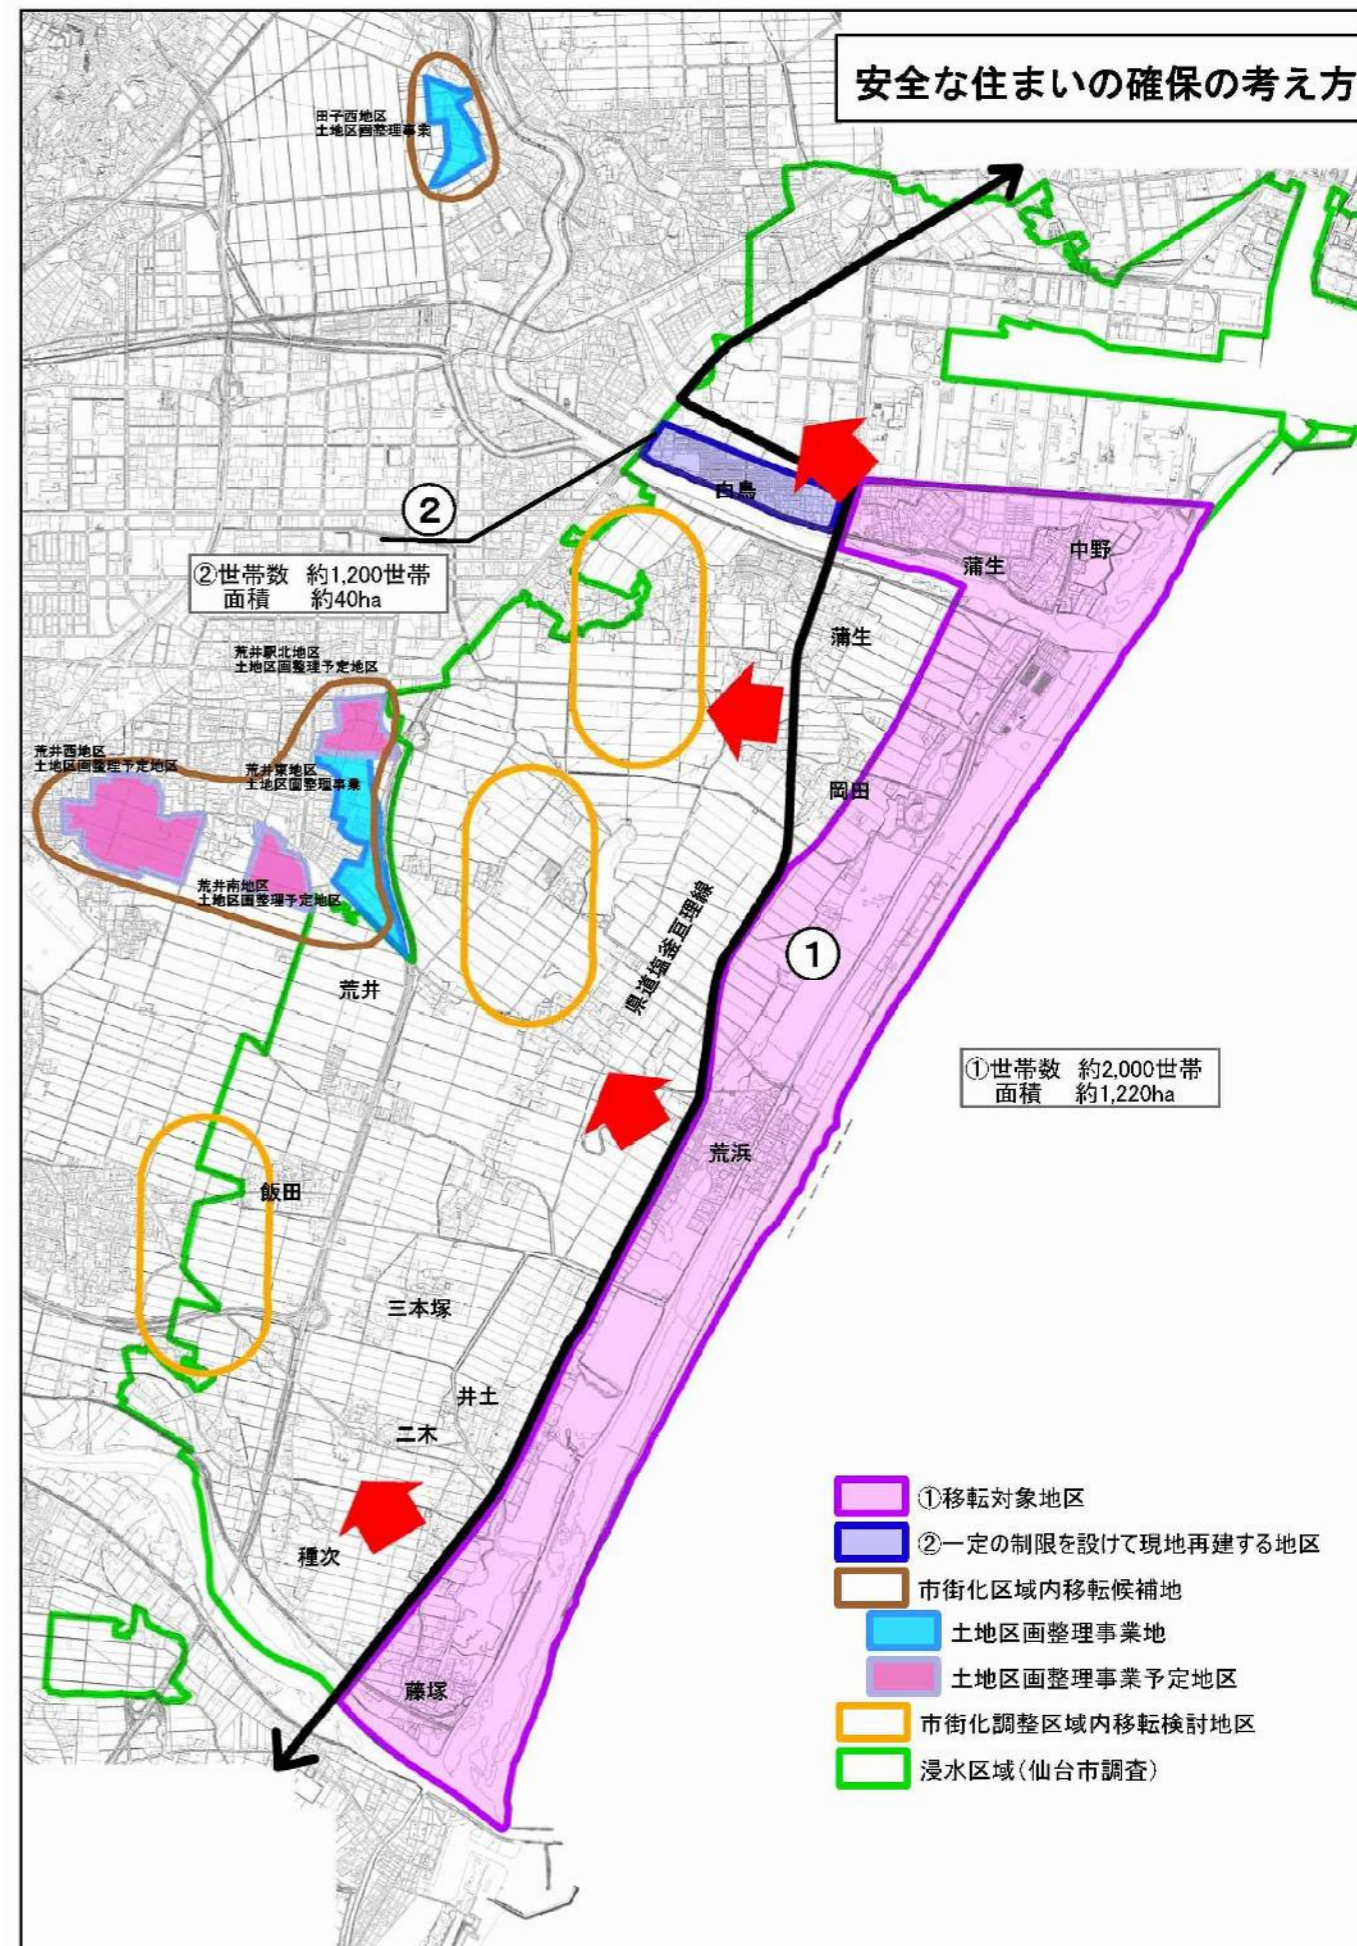 安全な住まいの確保の考え方
田子西地区
土地区画整理事業
②
白鳥
②世帯数 約1,200世帯
面積 約40ha
中野
蒲生
蒲生
荒井駅北地区
土地区画整理予定地区
荒井西地区
土地区画整理予定地区
荒井東地区
土地区画整理事業
岡田
荒井南地区
土地区画整理予定地区
県道塩釜亘理線
①
荒井
①世帯数 約2,000世帯
面積 約1,220ha
荒浜
飯田
三本塚
井土
二木
種次
藤塚
①移転対象地区
②一定の制限を設けて現地再建する地区
市街化区域内移転候補地
土地区画整理事業地
土地区画整理事業予定地区
市街化調整区域内移転検討地区
浸水区域(仙台市調査)